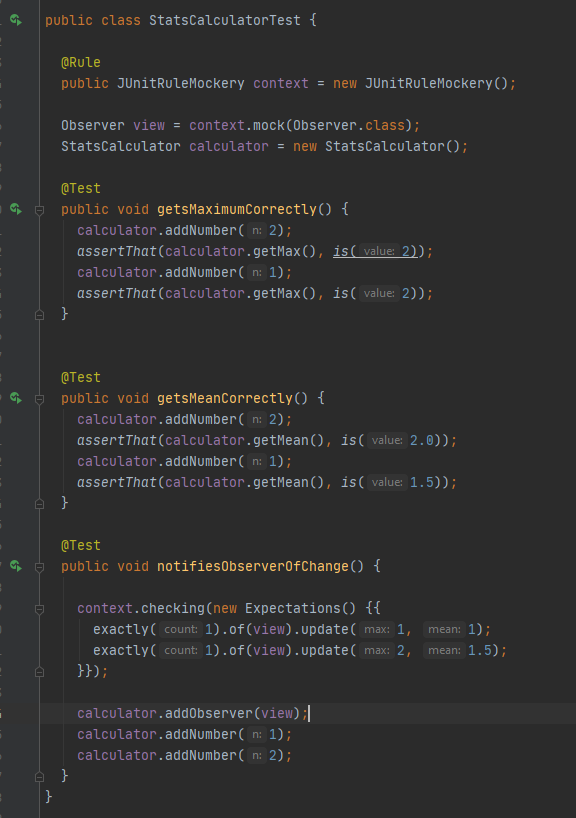 public class StatsCalculatorTest {
@Rule
public JUnitRuleMockery context = new JUnitRuleMockery();
Observer view = context.mock(Observer.class);
StatsCalculator calculator = new StatsCalculator();
@Test
public void getsMaximumCorrectly() {
calculator.addNumber( n: 2);
assertThat(calculator.getMax(), is( value: 2));
calculator.addNumber( n: 1);
assertThat(calculator.getMax(), is( value: 2));
}
@Test
public void getsMeanCorrectly() {
calculator.addNumber( n: 2);
assertThat(calculator.getMean(), is( value: 2.0));
calculator.addNumber( n: 1);
assertThat(calculator.getMean(), is( value: 1.5));
}
@Test
public void notifiesObserverOfChange() {
context.checking(new Expectations() {{
exactly( count: 1).of(view).update( max: 1, mean: 1);
exactly( count: 1).of(view).update( max: 2, mean: 1.5);
}});
calculator.addObserver(view);
calculator.addNumber( n: 1);
calculator.addNumber( n: 2);
}
}